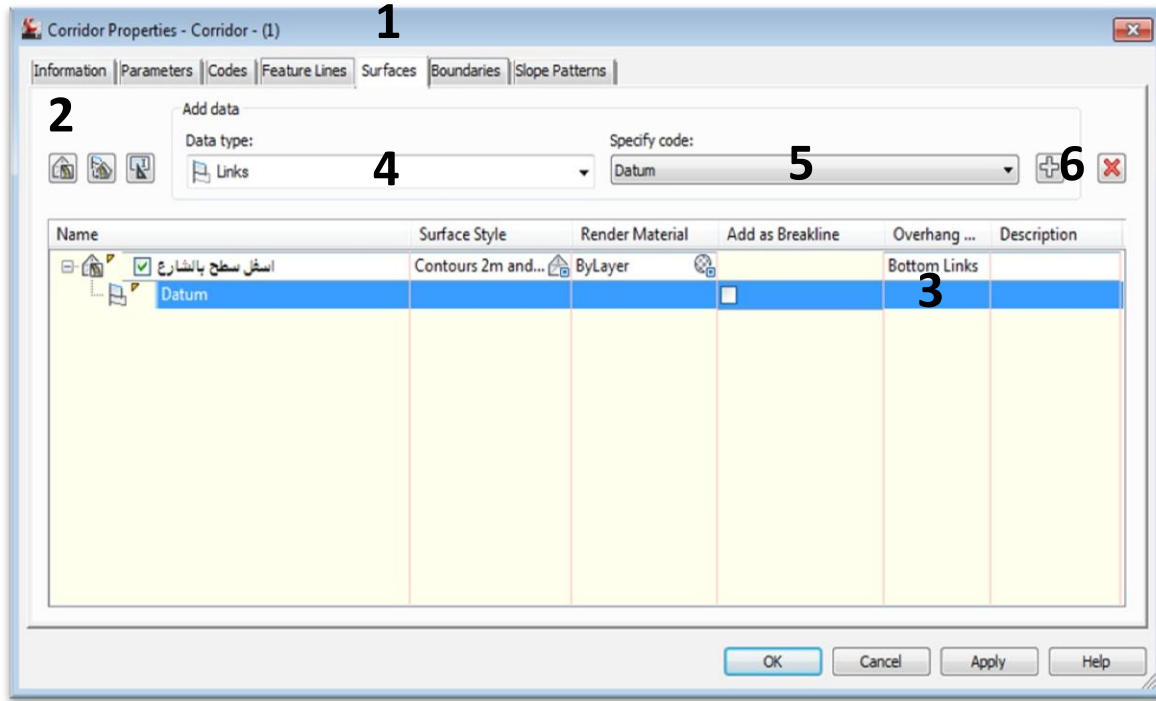 Corridor Properties - Corridor - (1) 1
Information Parameters Codes Feature Lines Surfaces Boundaries Slope Patterns
2
Add data
Data type: Specify code:
Links 4 Datum 5 6
Name Surface Style Render Material Add as Breakline Overhang ... Description
اسفل سطح بالشارع Contours 2m and... ByLayer Bottom Links
Datum 3
OK Cancel Apply Help